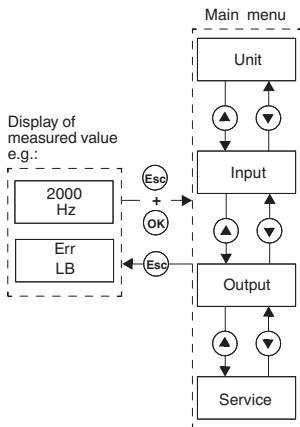 Main menu
Unit
Display of
measured value
e.g.:
Esc
+
OK
2000
Hz
Input
Err
LB
Esc
Output
Service